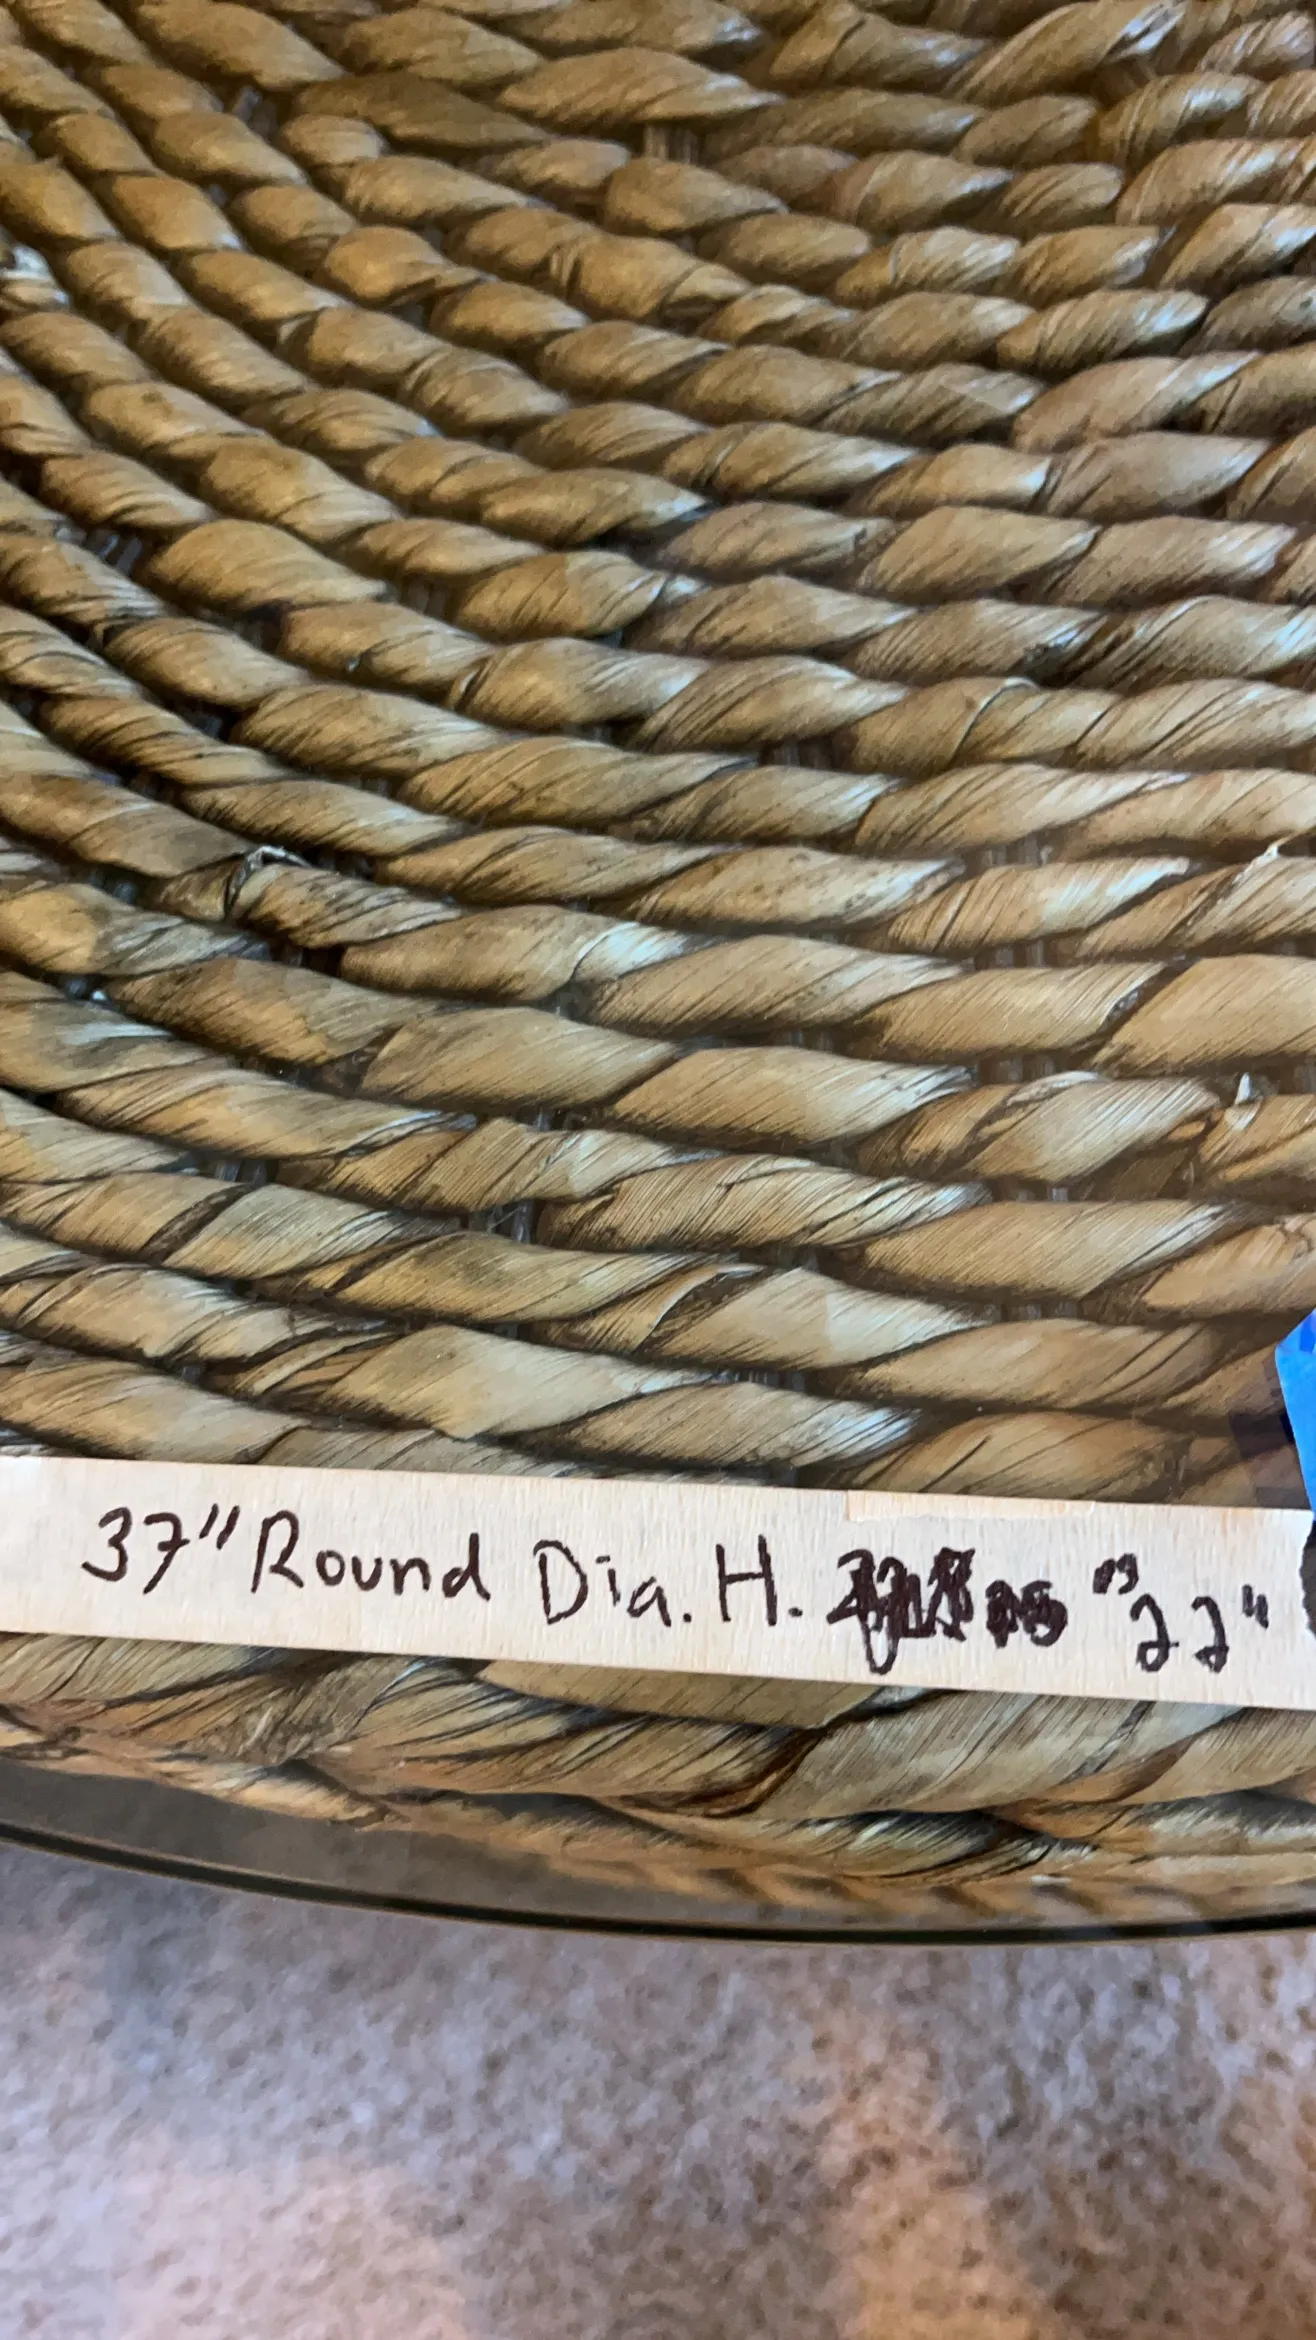 37" Round Dia. H. 22"